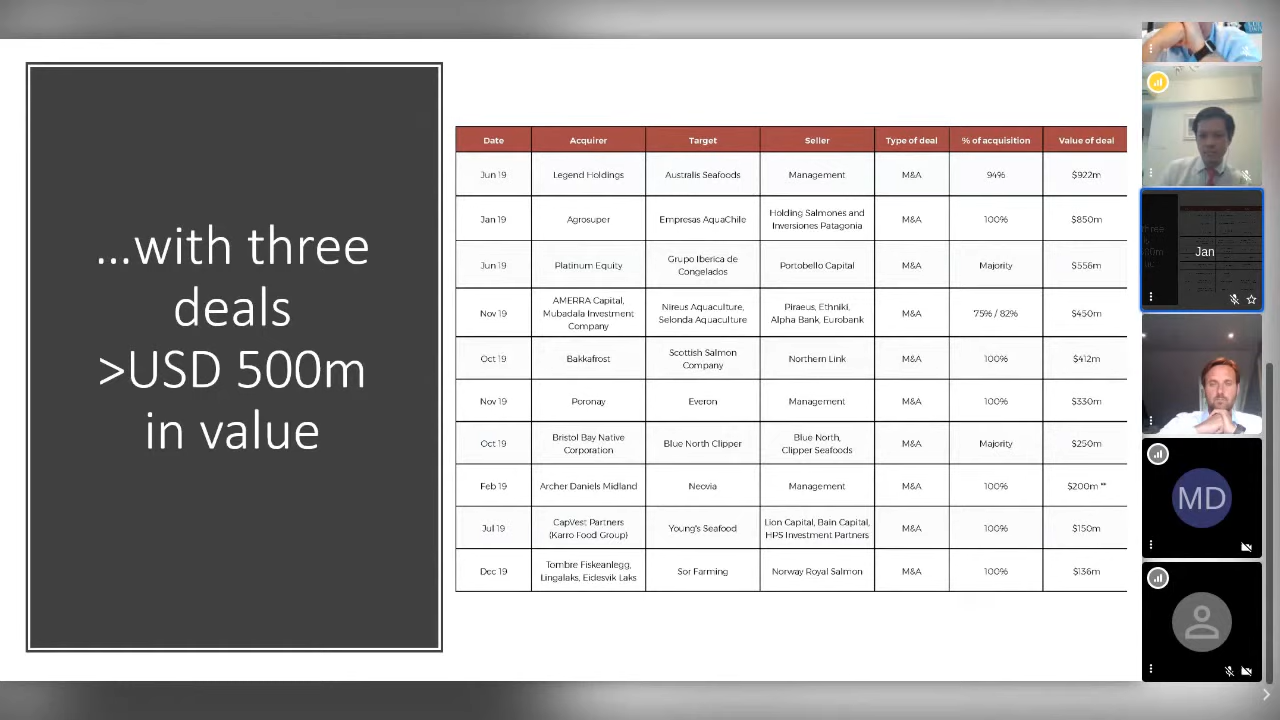 ...with three
deals
>USD 500m
in value
Date Acquirer Target Seller Type of deal % of acquisition Value of deal
Jun 19 Legend Holdings Australis Seafoods Management M&A 94% $922m
Jan 19 Agrosuper Empresas AquaChile Holding Salmones and Inversiones Patagonia M&A 100% $850m
Jun 19 Platinum Equity Grupo Iberica de Congelados Portobello Capital M&A Majority $556m
Nov 19 AMERRA Capital, Mubadala Investment Company Nireus Aquaculture, Selonda Aquaculture Piraeus, Ethniki, Alpha Bank, Eurobank M&A 75% / 82% $450m
Oct 19 Bakkafrost Scottish Salmon Company Northern Link M&A 100% $412m
Nov 19 Poronay Everon Management M&A 100% $330m
Oct 19 Bristol Bay Native Corporation Blue North Clipper Blue North, Clipper Seafoods M&A Majority $250m
Feb 19 Archer Daniels Midland Neovia Management M&A 100% $200m **
Jul 19 CapVest Partners (Karro Food Group) Young's Seafood Lion Capital, Bain Capital, HPS Investment Partners M&A 100% $150m
Dec 19 Tombre Fiskeanlegg, Lingalaks, Eidesvik Laks Sor Farming Norway Royal Salmon M&A 100% $136m
Jan
MD